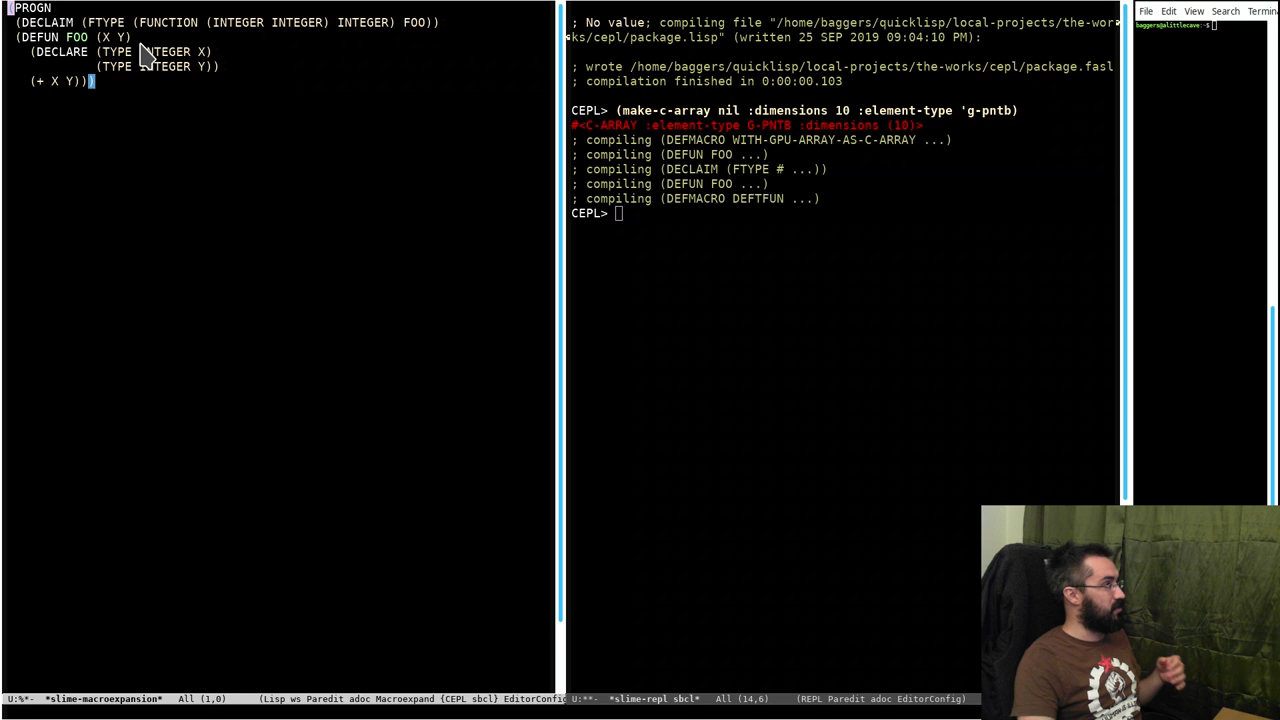 (PROGN
(DECLAIM (FTYPE (FUNCTION (INTEGER INTEGER) INTEGER) FOO))
(DEFUN FOO (X Y)
(DECLARE (TYPE INTEGER X)
(TYPE INTEGER Y))
(+ X Y)))
U:%*- *slime-macroexpansion* All (1,0) (Lisp ws Paredit adoc Macroexpand {CEPL sbcl} EditorConfig
; No value; compiling file "/home/baggers/quicklisp/local-projects/the-wor
ks/cepl/package.lisp" (written 25 SEP 2019 09:04:10 PM):
; wrote /home/baggers/quicklisp/local-projects/the-works/cepl/package.fasl
; compilation finished in 0:00:00.103
CEPL> (make-c-array nil :dimensions 10 :element-type 'g-pntb)
#<C-ARRAY :element-type G-PNTB :dimensions (10)>
; compiling (DEFMACRO WITH-GPU-ARRAY-AS-C-ARRAY ...)
; compiling (DEFUN FOO ...)
; compiling (DECLAIM (FTYPE # ...))
; compiling (DEFUN FOO ...)
; compiling (DEFMACRO DEFTFUN ...)
CEPL>
U:**- *slime-repl sbcl* All (14,6) (REPL Paredit adoc EditorConfig)
File Edit View Search Termin
baggers@alittlecave:~$